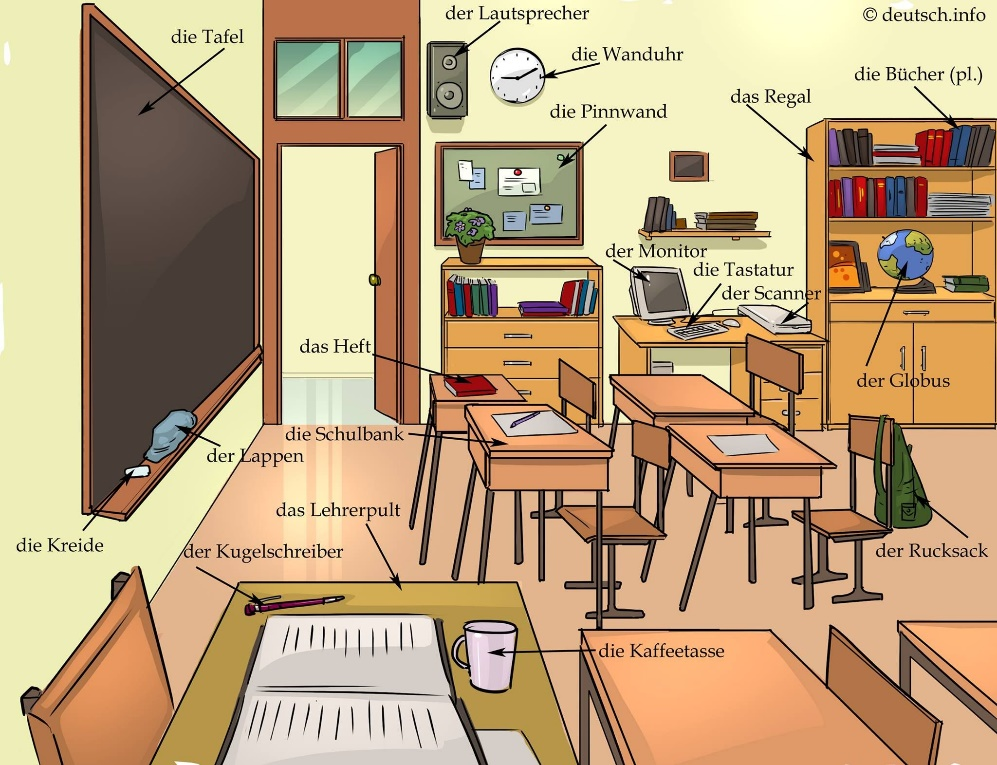 der Lautsprecher
© deutsch.info
die Tafel
die Wanduhr
die Bücher (pl.)
das Regal
die Pinnwand
der Monitor
die Tastatur
der Scanner
das Heft
der Globus
die Schulbank
der Lappen
das Lehrerpult
die Kreide
der Kugelschreiber
der Rucksack
die Kaffeetasse